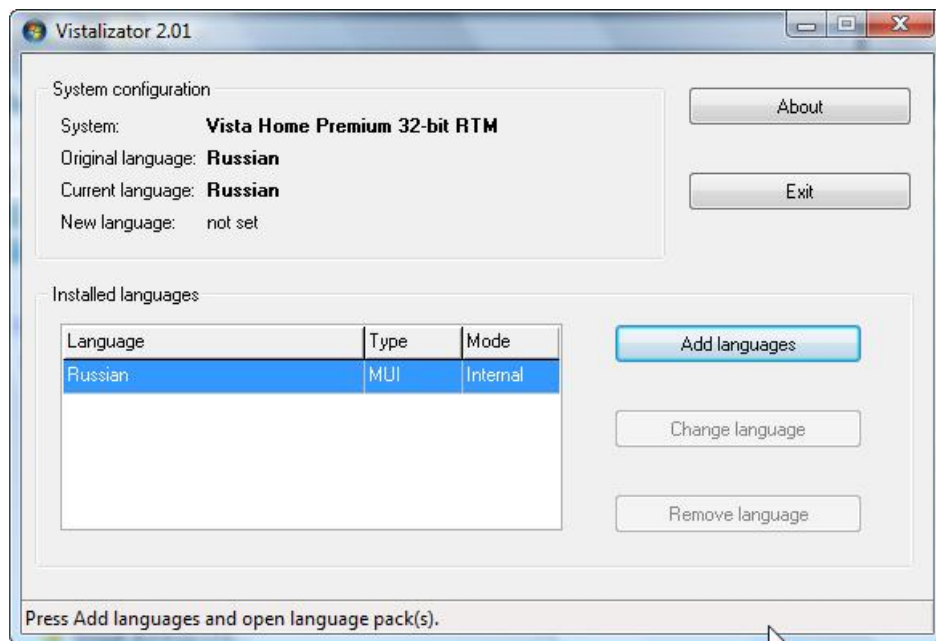 Vistalizator 2.01
System configuration
System: Vista Home Premium 32-bit RTM
Original language: Russian
Current language: Russian
New language: not set
About
Exit
Installed languages
Language Type Mode
Russian MUI Internal
Add languages
Change language
Remove language
Press Add languages and open language pack(s).